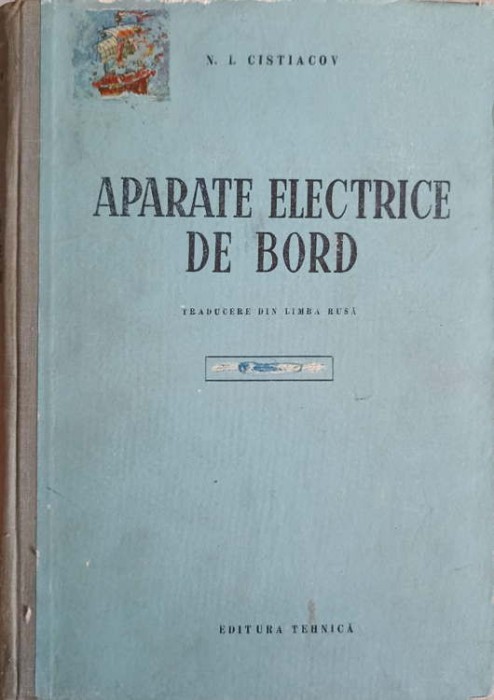 N. I. CISTIACOV
APARATE ELECTRICE
DE BORD
TRADUCERE DIN LIMBA RUSĂ
EDITURA TEHNICĂ